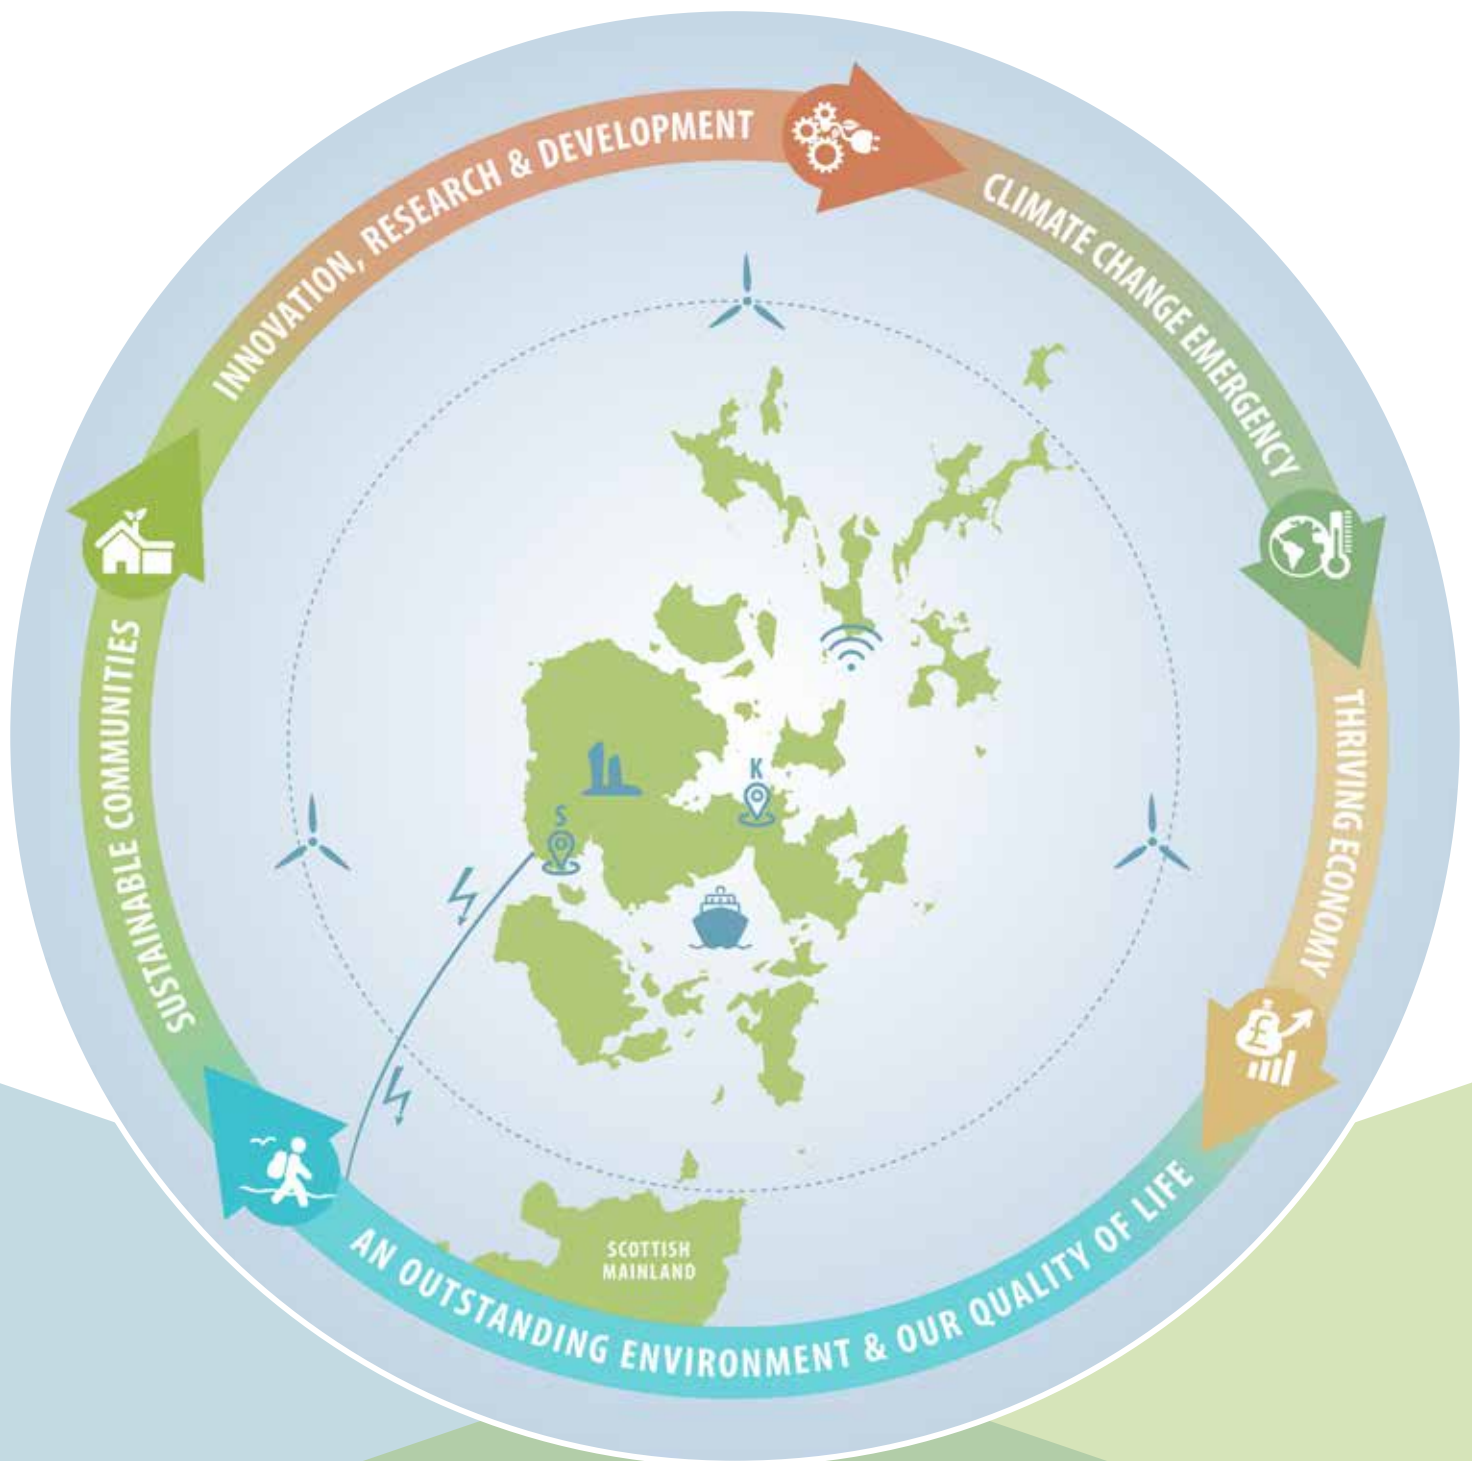 INNOVATION, RESEARCH & DEVELOPMENT
CLIMATE CHANGE EMERGENCY
THRIVING ECONOMY
AN OUTSTANDING ENVIRONMENT & OUR QUALITY OF LIFE
SUSTAINABLE COMMUNITIES
K
S
SCOTTISH
MAINLAND
£